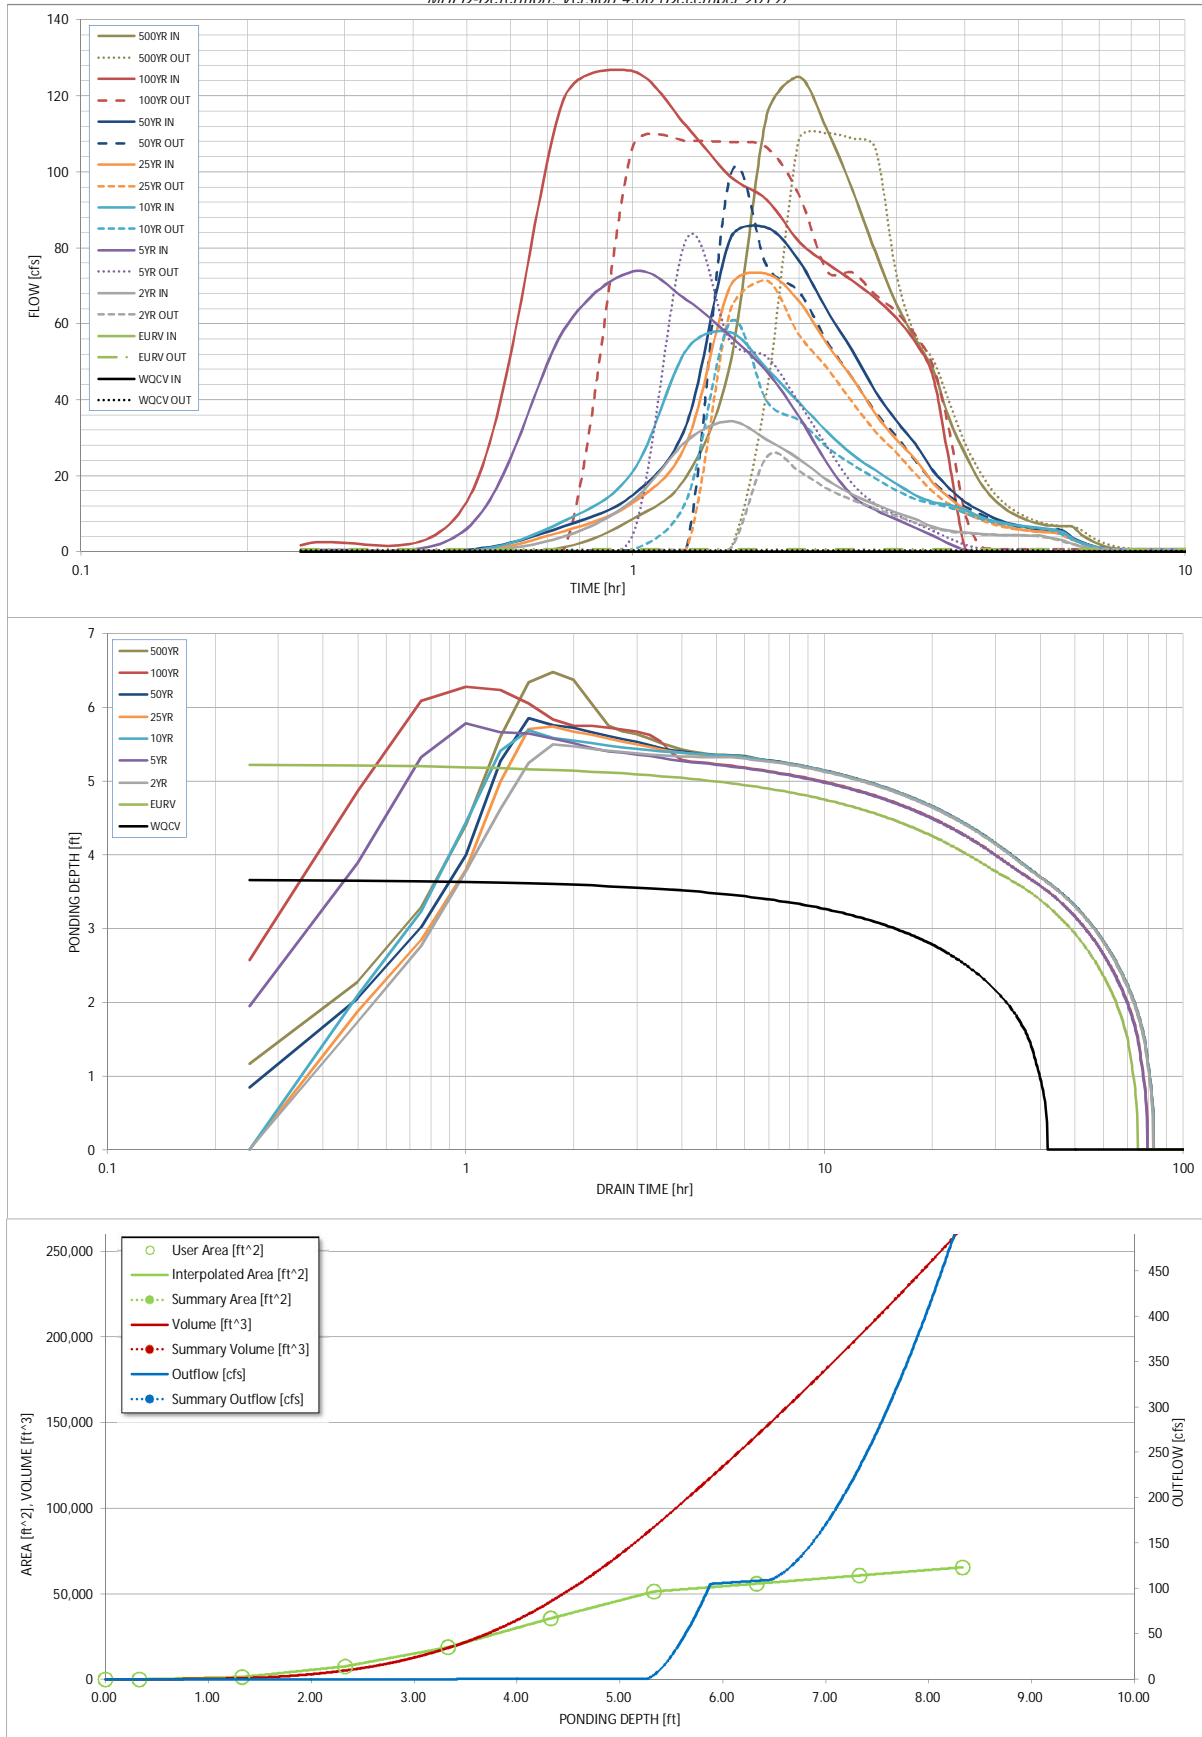 MHFD-Detention, Version 4.00 (December 2019)
140
120
100
80
60
40
20
0
FLOW [cfs]
500YR IN
500YR OUT
100YR IN
100YR OUT
50YR IN
50YR OUT
25YR IN
25YR OUT
10YR IN
10YR OUT
5YR IN
5YR OUT
2YR IN
2YR OUT
EURV IN
EURV OUT
WQCV IN
WQCV OUT
0.1
1
10
TIME [hr]
7
6
5
4
3
2
1
0
PONDING DEPTH [ft]
500YR
100YR
50YR
25YR
10YR
5YR
2YR
EURV
WQCV
0.1
1
10
100
DRAIN TIME [hr]
250,000
200,000
150,000
100,000
50,000
0
AREA [ft^2], VOLUME [ft^3]
User Area [ft^2]
Interpolated Area [ft^2]
Summary Area [ft^2]
Volume [ft^3]
Summary Volume [ft^3]
Outflow [cfs]
Summary Outflow [cfs]
450
400
350
300
250
200
150
100
50
0
OUTFLOW [cfs]
0.00
1.00
2.00
3.00
4.00
5.00
6.00
7.00
8.00
9.00
10.00
PONDING DEPTH [ft]